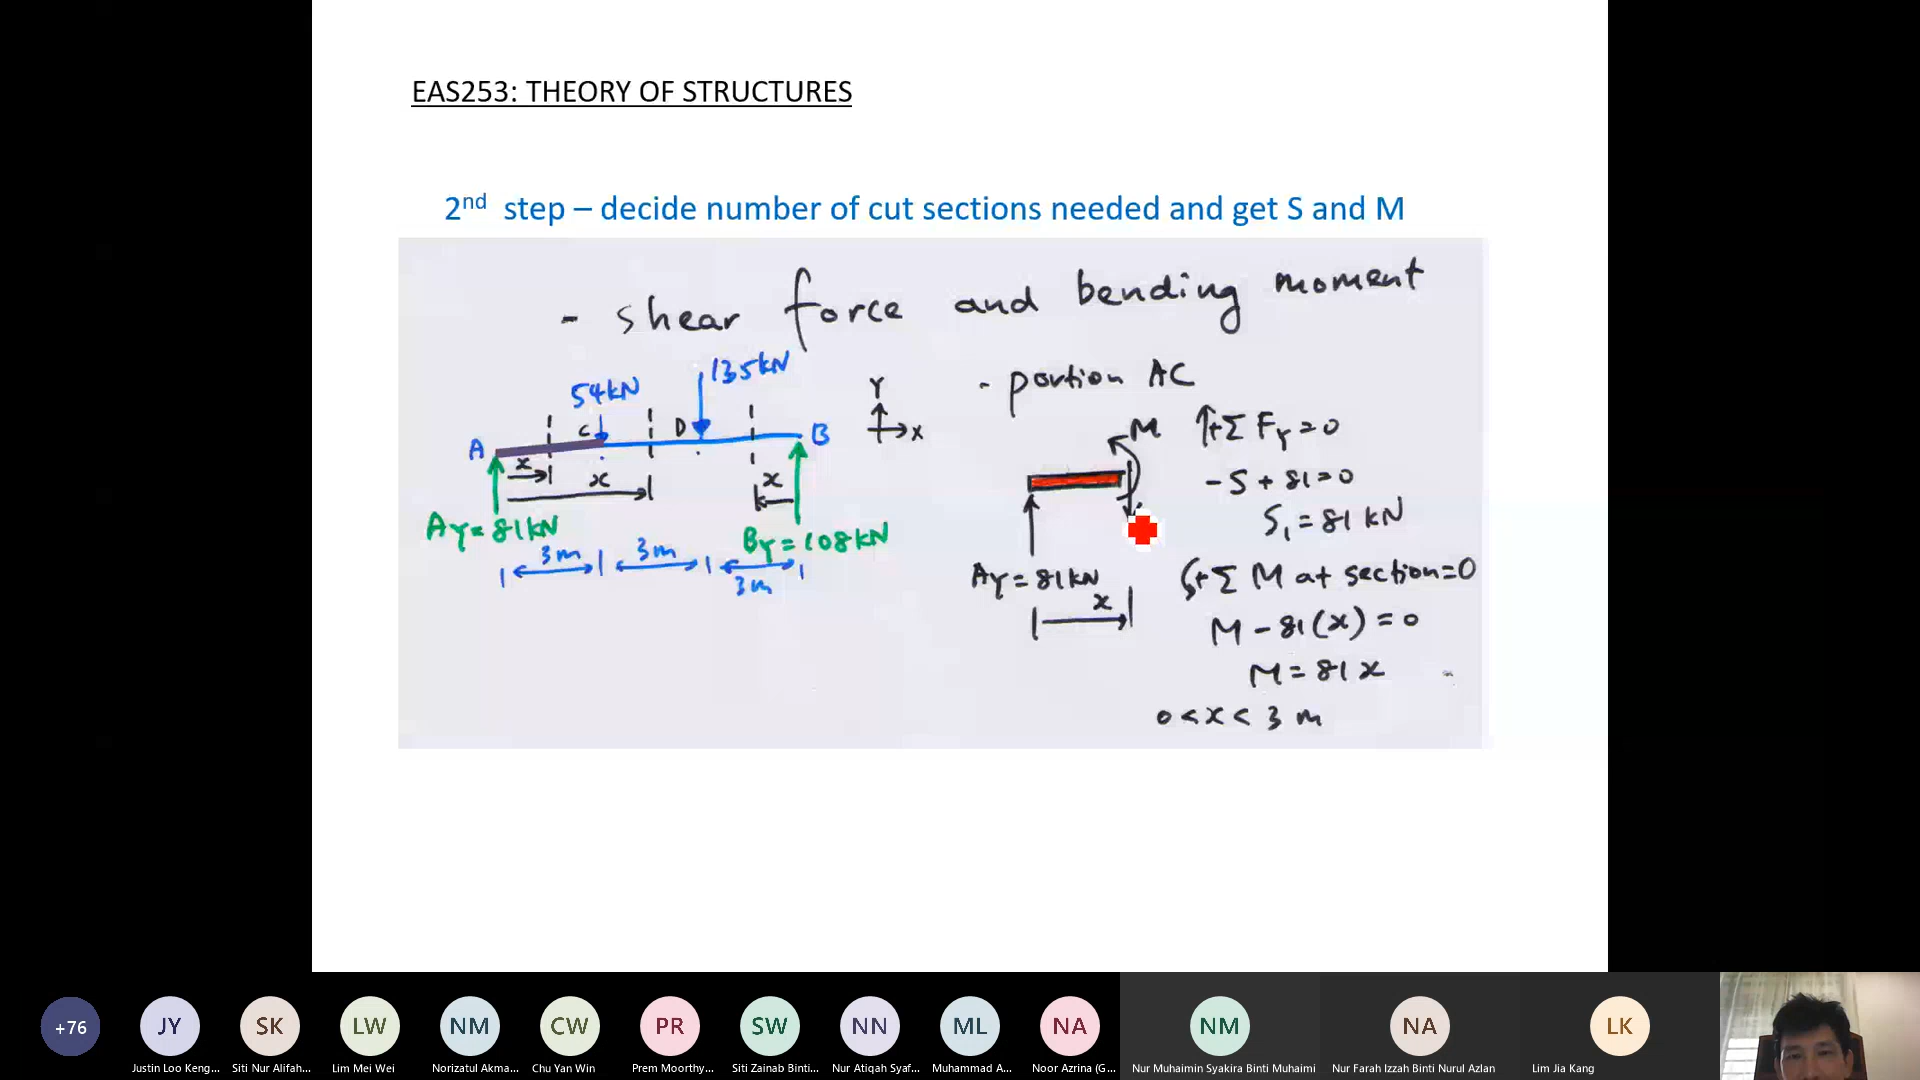 EAS253: THEORY OF STRUCTURES
2nd step – decide number of cut sections needed and get S and M
- shear force and bending moment
54kN
135kN
A
C
D
B
x
x
x
Ay=81kN
By=108kN
3m
3m
3m
Y
X
- portion AC
M
Ay=81kN
x
↑+Σ Fy=0
-S+81=0
S1=81 kN
+Σ M at section=0
M-81(x)=0
M=81x
0<x<3 m
+76
JY
SK
LW
NM
CW
PR
SW
NN
ML
NA
NM
NA
LK
Justin Loo Keng...
Siti Nur Alifah...
Lim Mei Wei
Norizatul Akma...
Chu Yan Win
Prem Moorthy...
Siti Zainab Binti...
Nur Atiqah Syaf...
Muhammad A...
Noor Azrina (G...
Nur Muhaimin Syakira Binti Muhaimi
Nur Farah Izzah Binti Nurul Azlan
Lim Jia Kang